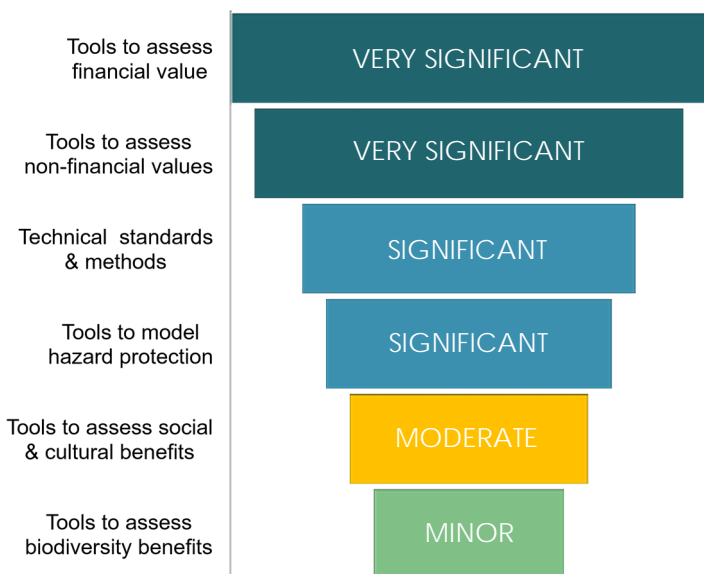 Tools to assess
financial value
VERY SIGNIFICANT
Tools to assess
non-financial values
VERY SIGNIFICANT
Technical standards
& methods
SIGNIFICANT
Tools to model
hazard protection
SIGNIFICANT
Tools to assess social
& cultural benefits
MODERATE
Tools to assess
biodiversity benefits
MINOR